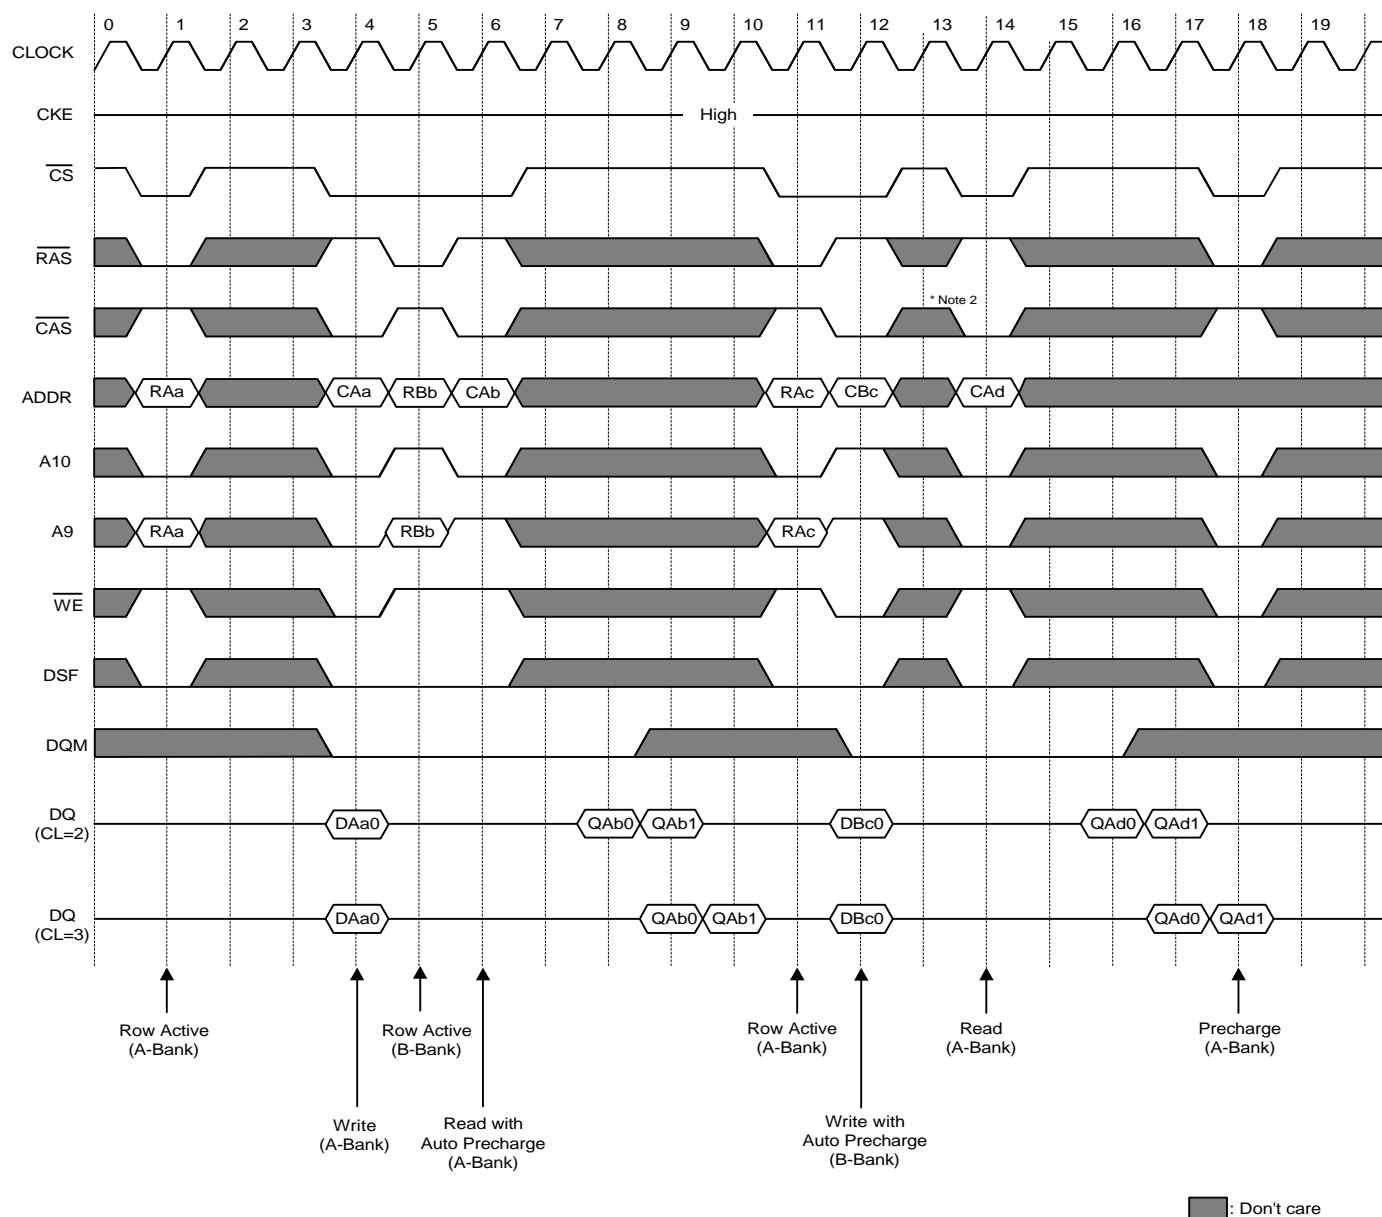 0 1 2 3 4 5 6 7 8 9 10 11 12 13 14 15 16 17 18 19
CLOCK
CKE High
CS
RAS
* Note 2
CAS
ADDR RAa CAa RBb CAb RAc CBc CAd
A10
A9 RAa RBb RAc
WE
DSF
DQM
DQ
(CL=2) DAa0 QAb0 QAb1 DBc0 QAd0 QAd1
DQ
(CL=3) DAa0 QAb0 QAb1 DBc0 QAd0 QAd1
Row Active
(A-Bank)
Row Active
(B-Bank)
Row Active
(A-Bank)
Read
(A-Bank)
Precharge
(A-Bank)
Write
(A-Bank)
Read with
Auto Precharge
(A-Bank)
Write with
Auto Precharge
(B-Bank)
: Don't care